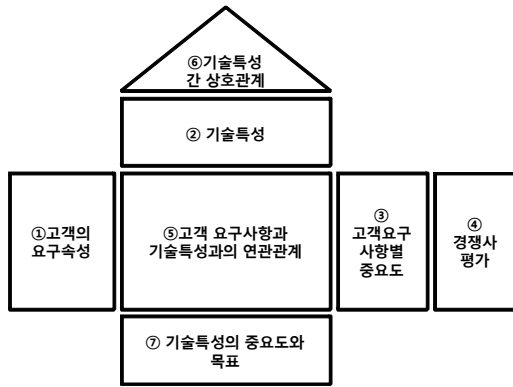 ⑥기술특성
간 상호관계
② 기술특성
①고객의
요구속성
⑤고객 요구사항과
기술특성과의 연관관계
③
고객요구
사항별
중요도
④
경쟁사
평가
⑦ 기술특성의 중요도와
목표